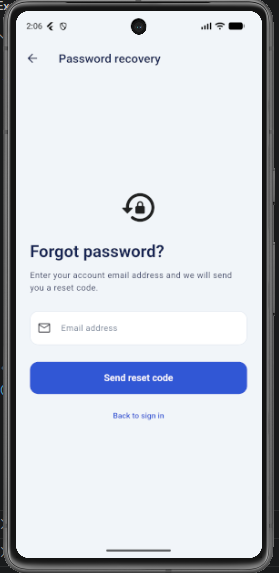 2:06
Password recovery
Forgot password?
Enter your account email address and we will send
you a reset code.
Email address
Send reset code
Back to sign in